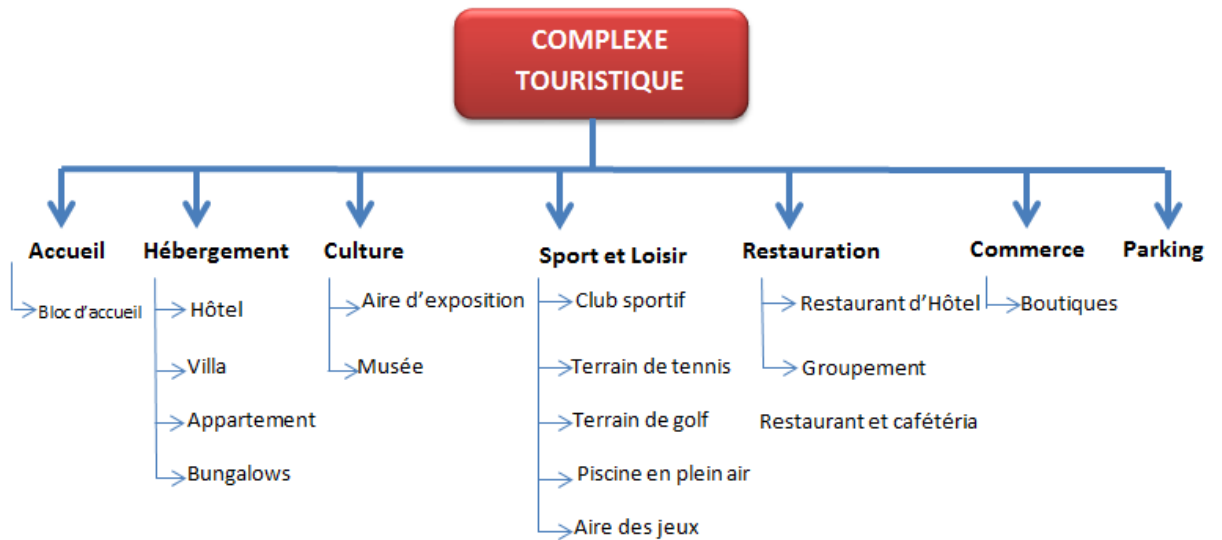 COMPLEXE
TOURISTIQUE
Accueil
Bloc d'accueil
Hébergement
Hôtel
Villa
Appartement
Bungalows
Culture
Aire d'exposition
Musée
Sport et Loisir
Club sportif
Terrain de tennis
Terrain de golf
Piscine en plein air
Aire des jeux
Restauration
Restaurant d'Hôtel
Groupement
Restaurant et cafétéria
Commerce
Boutiques
Parking